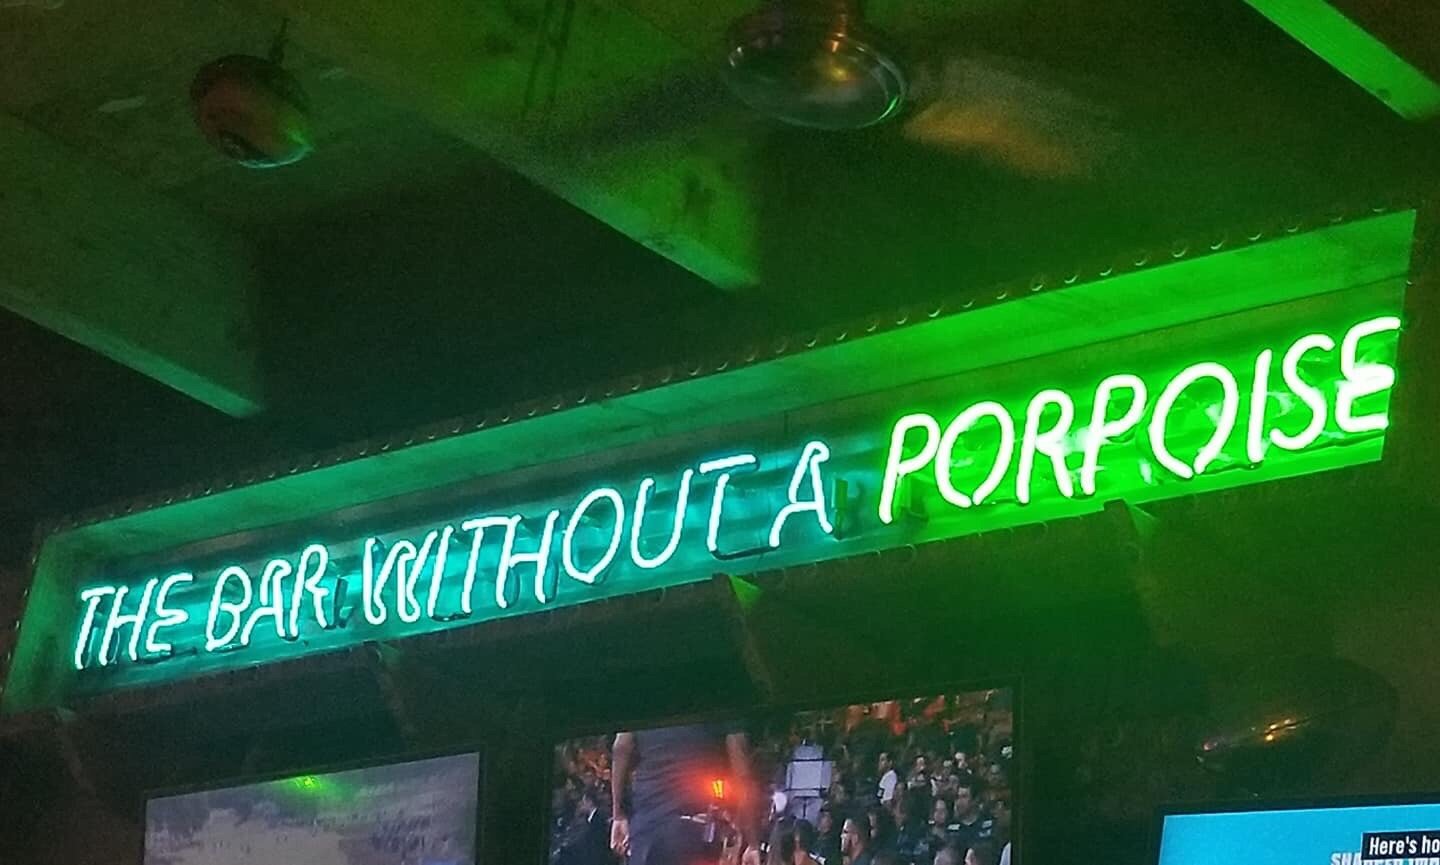 THE BAR WITHOUT A PORPOISE
Here's ho